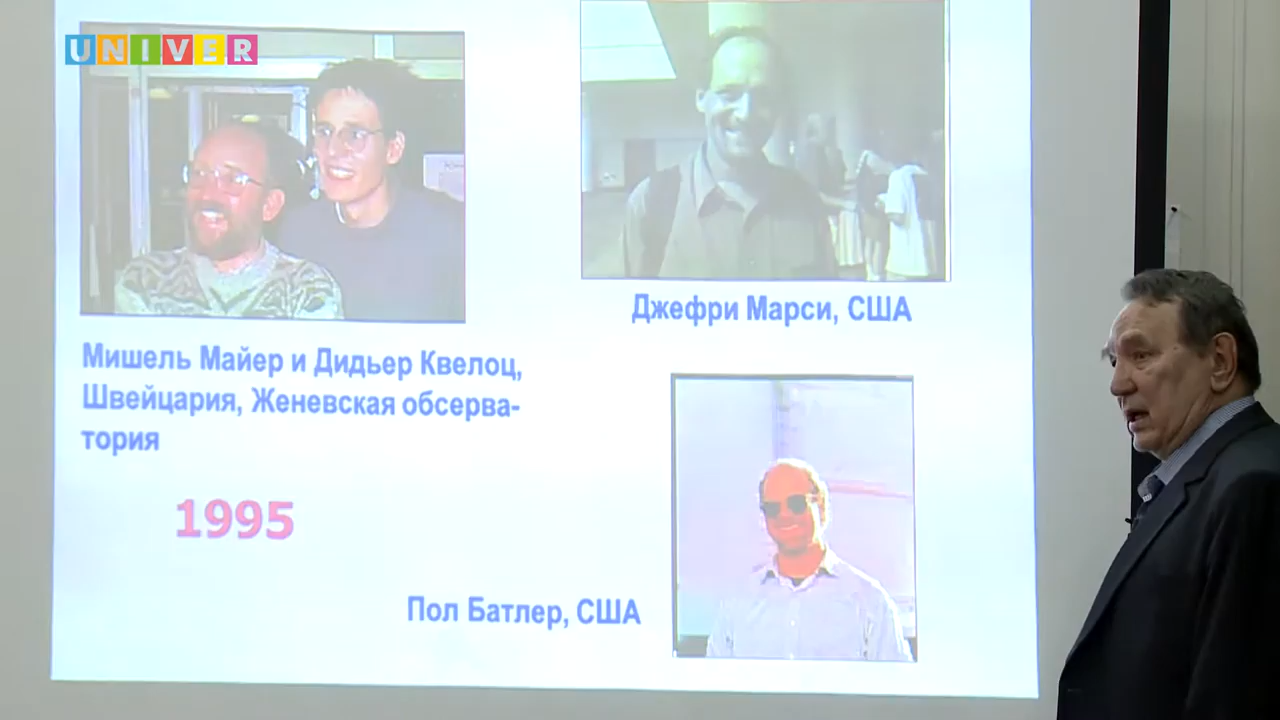 UNIVER
Джефри Марси, США
Мишель Майер и Дидьер Квелоц,
Швейцария, Женевская обсерва-
тория
1995
Пол Батлер, США